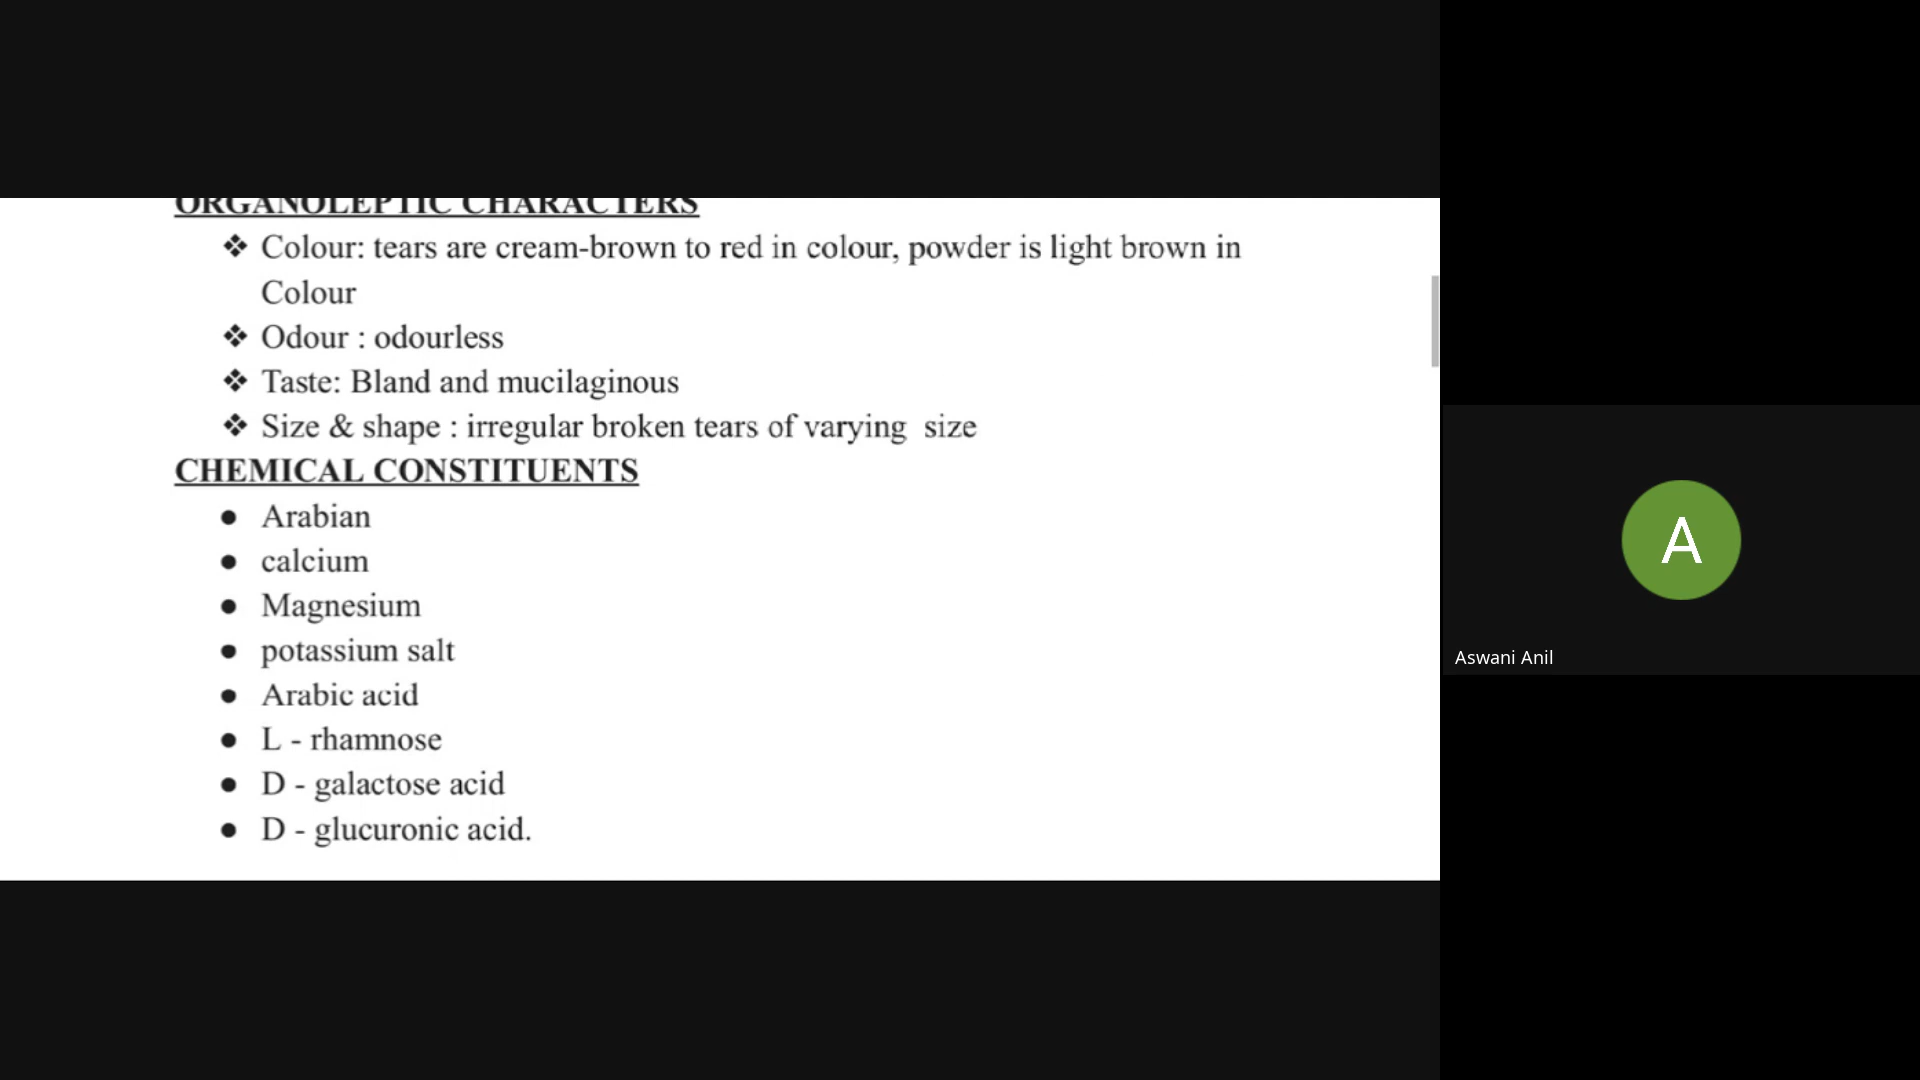 ORGANOLEPTIC CHARACTERS
❖ Colour: tears are cream-brown to red in colour, powder is light brown in
Colour
❖ Odour : odourless
❖ Taste: Bland and mucilaginous
❖ Size & shape : irregular broken tears of varying  size
CHEMICAL CONSTITUENTS
● Arabian
● calcium
● Magnesium
● potassium salt
● Arabic acid
● L - rhamnose
● D - galactose acid
● D - glucuronic acid.
A
Aswani Anil